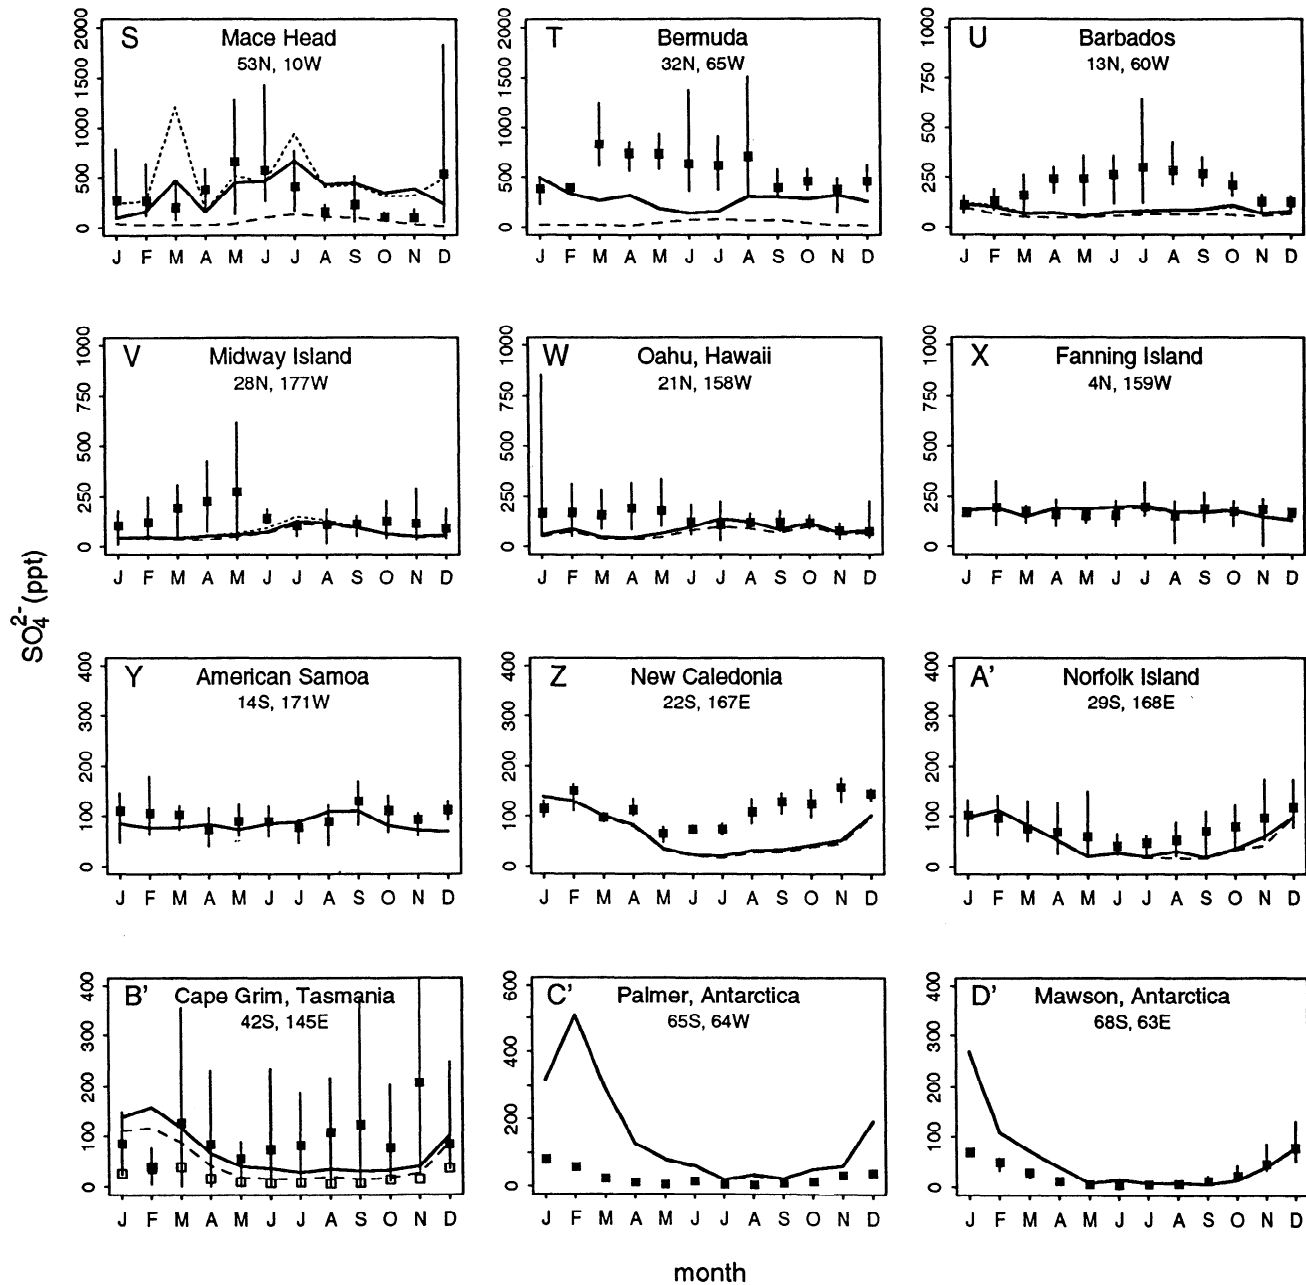 S Mace Head
53N, 10W
0 500 1000 1500 2000
J F M A M J J A S O N D
T Bermuda
32N, 65W
0 500 1000 1500 2000
J F M A M J J A S O N D
U Barbados
13N, 60W
0 250 500 750 1000
J F M A M J J A S O N D
V Midway Island
28N, 177W
0 250 500 750 1000
J F M A M J J A S O N D
W Oahu, Hawaii
21N, 158W
0 250 500 750 1000
J F M A M J J A S O N D
X Fanning Island
4N, 159W
0 250 500 750 1000
J F M A M J J A S O N D
SO₄²⁻(ppt)
Y American Samoa
14S, 171W
0 100 200 300 400
J F M A M J J A S O N D
Z New Caledonia
22S, 167E
0 100 200 300 400
J F M A M J J A S O N D
A' Norfolk Island
29S, 168E
0 100 200 300 400
J F M A M J J A S O N D
B' Cape Grim, Tasmania
42S, 145E
0 100 200 300 400
J F M A M J J A S O N D
C' Palmer, Antarctica
65S, 64W
0 200 400 600
J F M A M J J A S O N D
D' Mawson, Antarctica
68S, 63E
0 100 200 300 400
J F M A M J J A S O N D
month